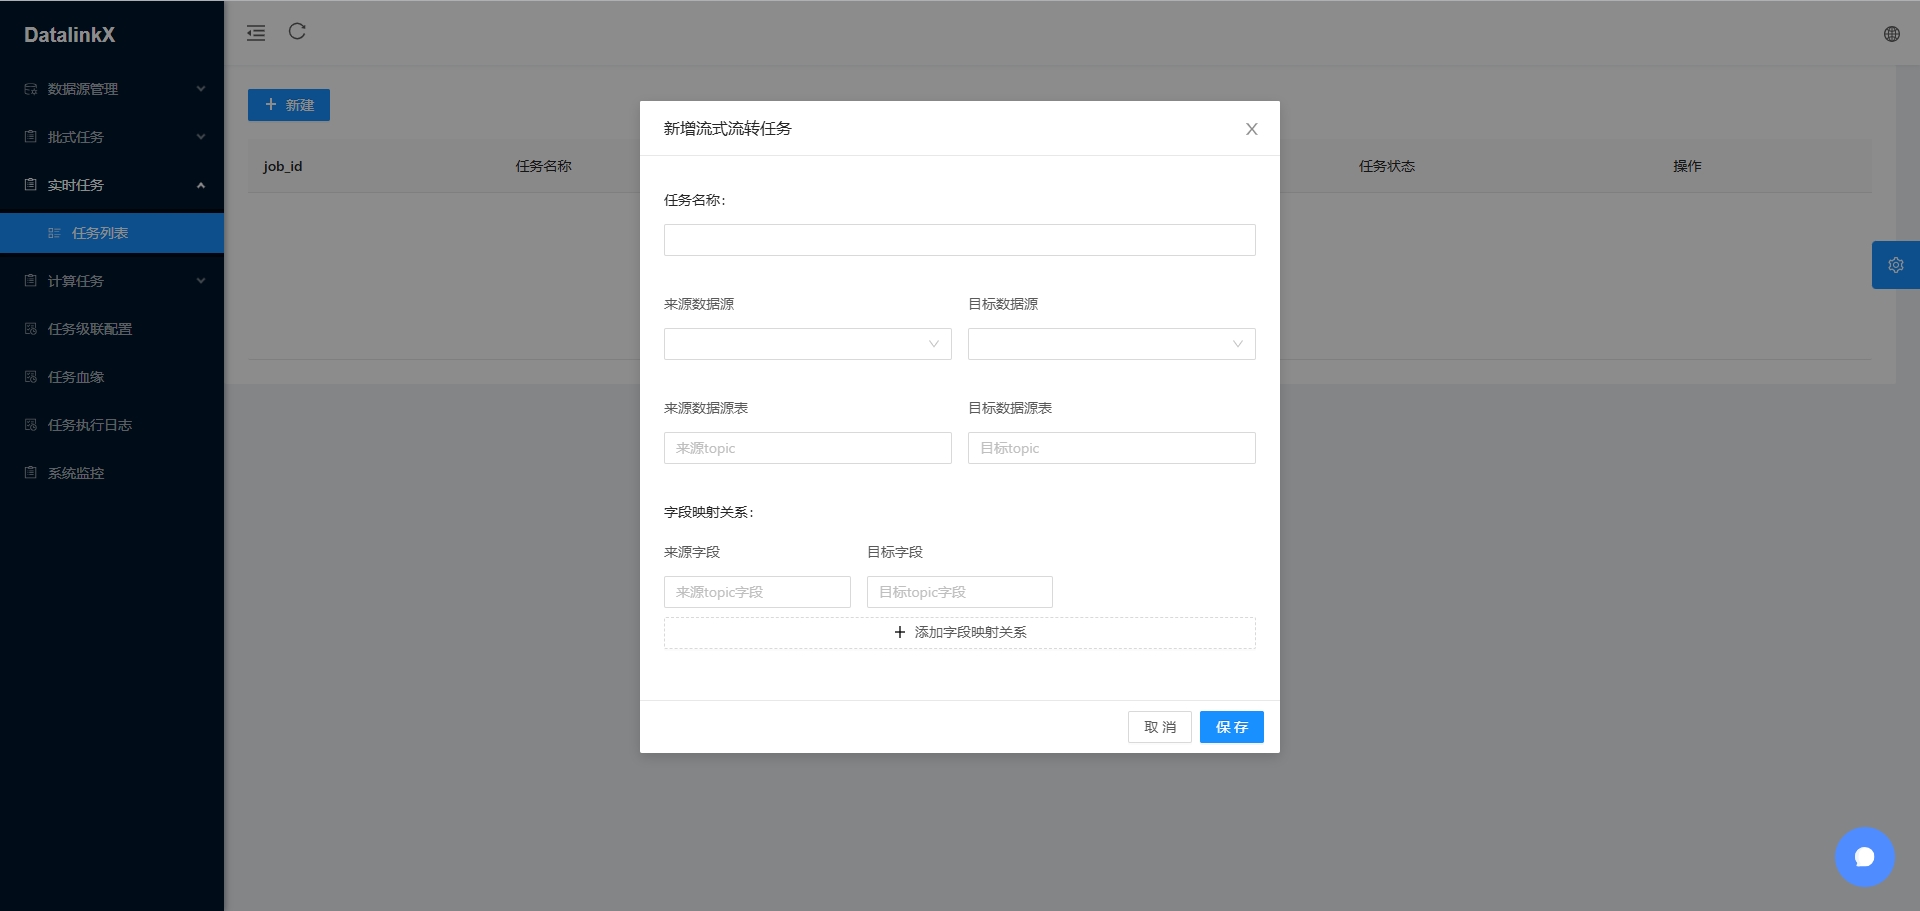 DatalinkX
数据源管理
批式任务
实时任务
任务列表
计算任务
任务级联配置
任务血缘
任务执行日志
系统监控
新建
job_id
任务名称
任务状态
操作
新增流式流转任务
任务名称:
来源数据源
目标数据源
来源数据源表
目标数据源表
来源topic
目标topic
字段映射关系:
来源字段
目标字段
来源topic字段
目标topic字段
添加字段映射关系
取 消
保 存